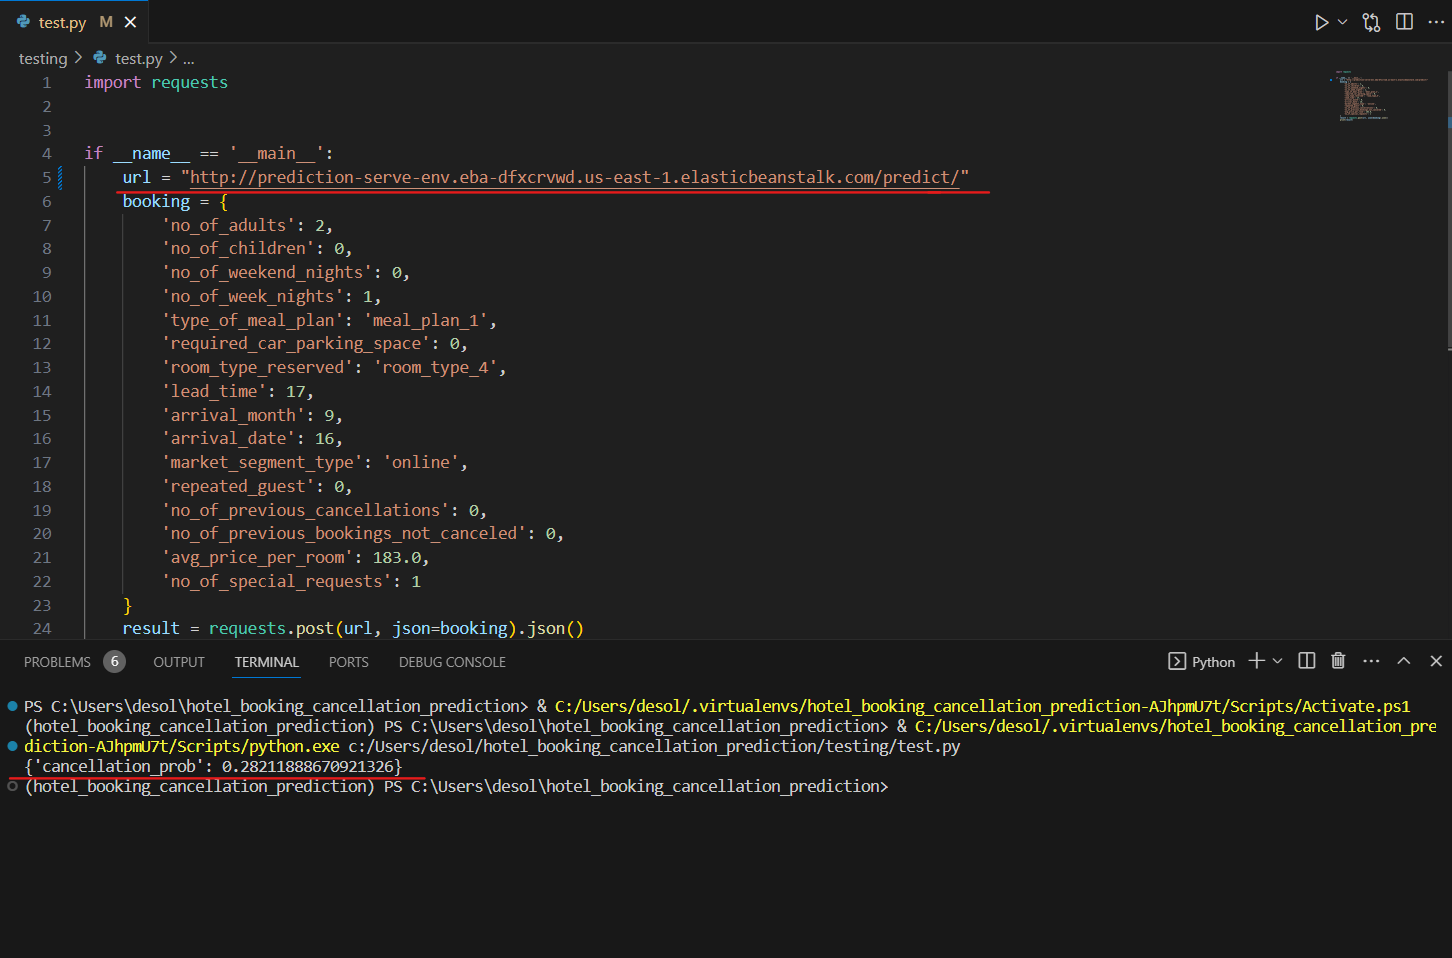 test.py M
testing > test.py > ...
1 import requests
2
3
4 if __name__ == '__main__':
5 url = "http://prediction-serve-env.eba-dfxcrvwd.us-east-1.elasticbeanstalk.com/predict/"
6 booking = {
7 'no_of_adults': 2,
8 'no_of_children': 0,
9 'no_of_weekend_nights': 0,
10 'no_of_week_nights': 1,
11 'type_of_meal_plan': 'meal_plan_1',
12 'required_car_parking_space': 0,
13 'room_type_reserved': 'room_type_4',
14 'lead_time': 17,
15 'arrival_month': 9,
16 'arrival_date': 16,
17 'market_segment_type': 'online',
18 'repeated_guest': 0,
19 'no_of_previous_cancellations': 0,
20 'no_of_previous_bookings_not_canceled': 0,
21 'avg_price_per_room': 183.0,
22 'no_of_special_requests': 1
23 }
24 result = requests.post(url, json=booking).json()
PROBLEMS 6 OUTPUT TERMINAL PORTS DEBUG CONSOLE Python
PS C:\Users\desol\hotel_booking_cancellation_prediction> & C:/Users/desol/.virtualenvs/hotel_booking_cancellation_prediction-AJhpmU7t/Scripts/Activate.ps1
(hotel_booking_cancellation_prediction) PS C:\Users\desol\hotel_booking_cancellation_prediction> & C:/Users/desol/.virtualenvs/hotel_booking_cancellation_pre
diction-AJhpmU7t/Scripts/python.exe c:/Users/desol/hotel_booking_cancellation_prediction/testing/test.py
{'cancellation_prob': 0.28211888670921326}
(hotel_booking_cancellation_prediction) PS C:\Users\desol\hotel_booking_cancellation_prediction>